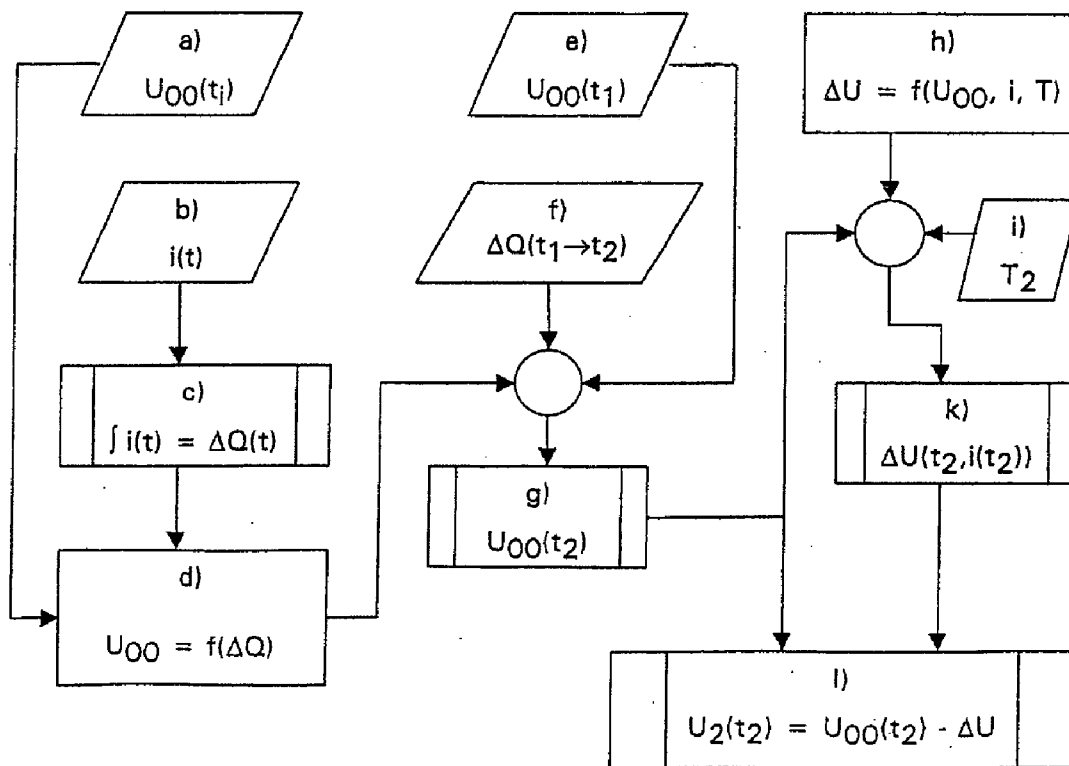 a)
U00(ti)
b)
i(t)
c)
∫ i(t) = ΔQ(t)
d)
U00 = f(ΔQ)
e)
U00(t1)
f)
ΔQ(t1→t2)
g)
U00(t2)
h)
ΔU = f(U00, i, T)
i)
T2
k)
ΔU(t2,i(t2))
l)
U2(t2) = U00(t2) - ΔU